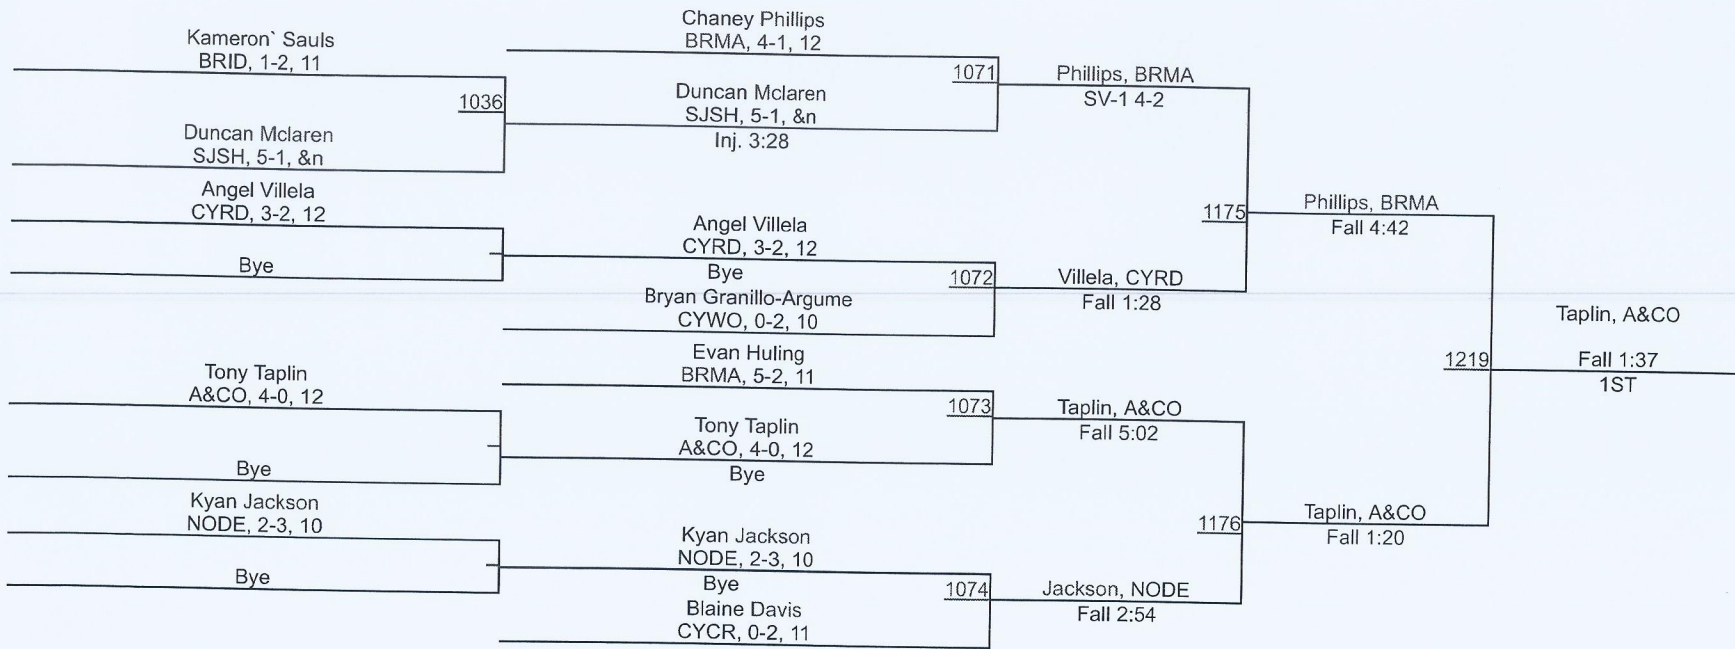 Kameron` Sauls
BRID, 1-2, 11
1036
Duncan Mclaren
SJSH, 5-1, &n
Angel Villela
CYRD, 3-2, 12
Bye
Tony Taplin
A&CO, 4-0, 12
Bye
Kyan Jackson
NODE, 2-3, 10
Bye
Chaney Phillips
BRMA, 4-1, 12
1071
Duncan Mclaren
SJSH, 5-1, &n
Inj. 3:28
Angel Villela
CYRD, 3-2, 12
Bye
1072
Bryan Granillo-Argume
CYWO, 0-2, 10
Evan Huling
BRMA, 5-2, 11
1073
Tony Taplin
A&CO, 4-0, 12
Bye
Kyan Jackson
NODE, 2-3, 10
Bye
1074
Blaine Davis
CYCR, 0-2, 11
Phillips, BRMA
SV-1 4-2
1175
Villela, CYRD
Fall 1:28
Taplin, A&CO
Fall 5:02
1176
Jackson, NODE
Fall 2:54
Phillips, BRMA
Fall 4:42
1219
Taplin, A&CO
Fall 1:20
Taplin, A&CO
Fall 1:37
1ST